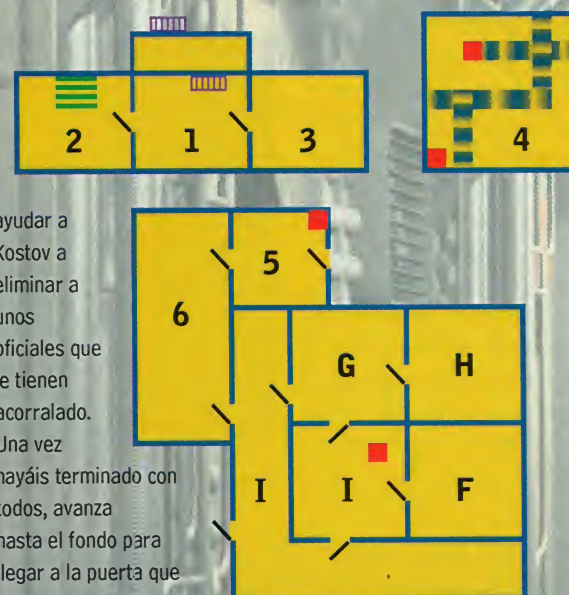 2 1 3
4
ayudar a
Kostov a
eliminar a
unos
oficiales que
le tienen
acorralado.
Una vez
hayáis terminado con
todos, avanza
hasta el fondo para
llegar a la puerta que
5
6
G H
I I F